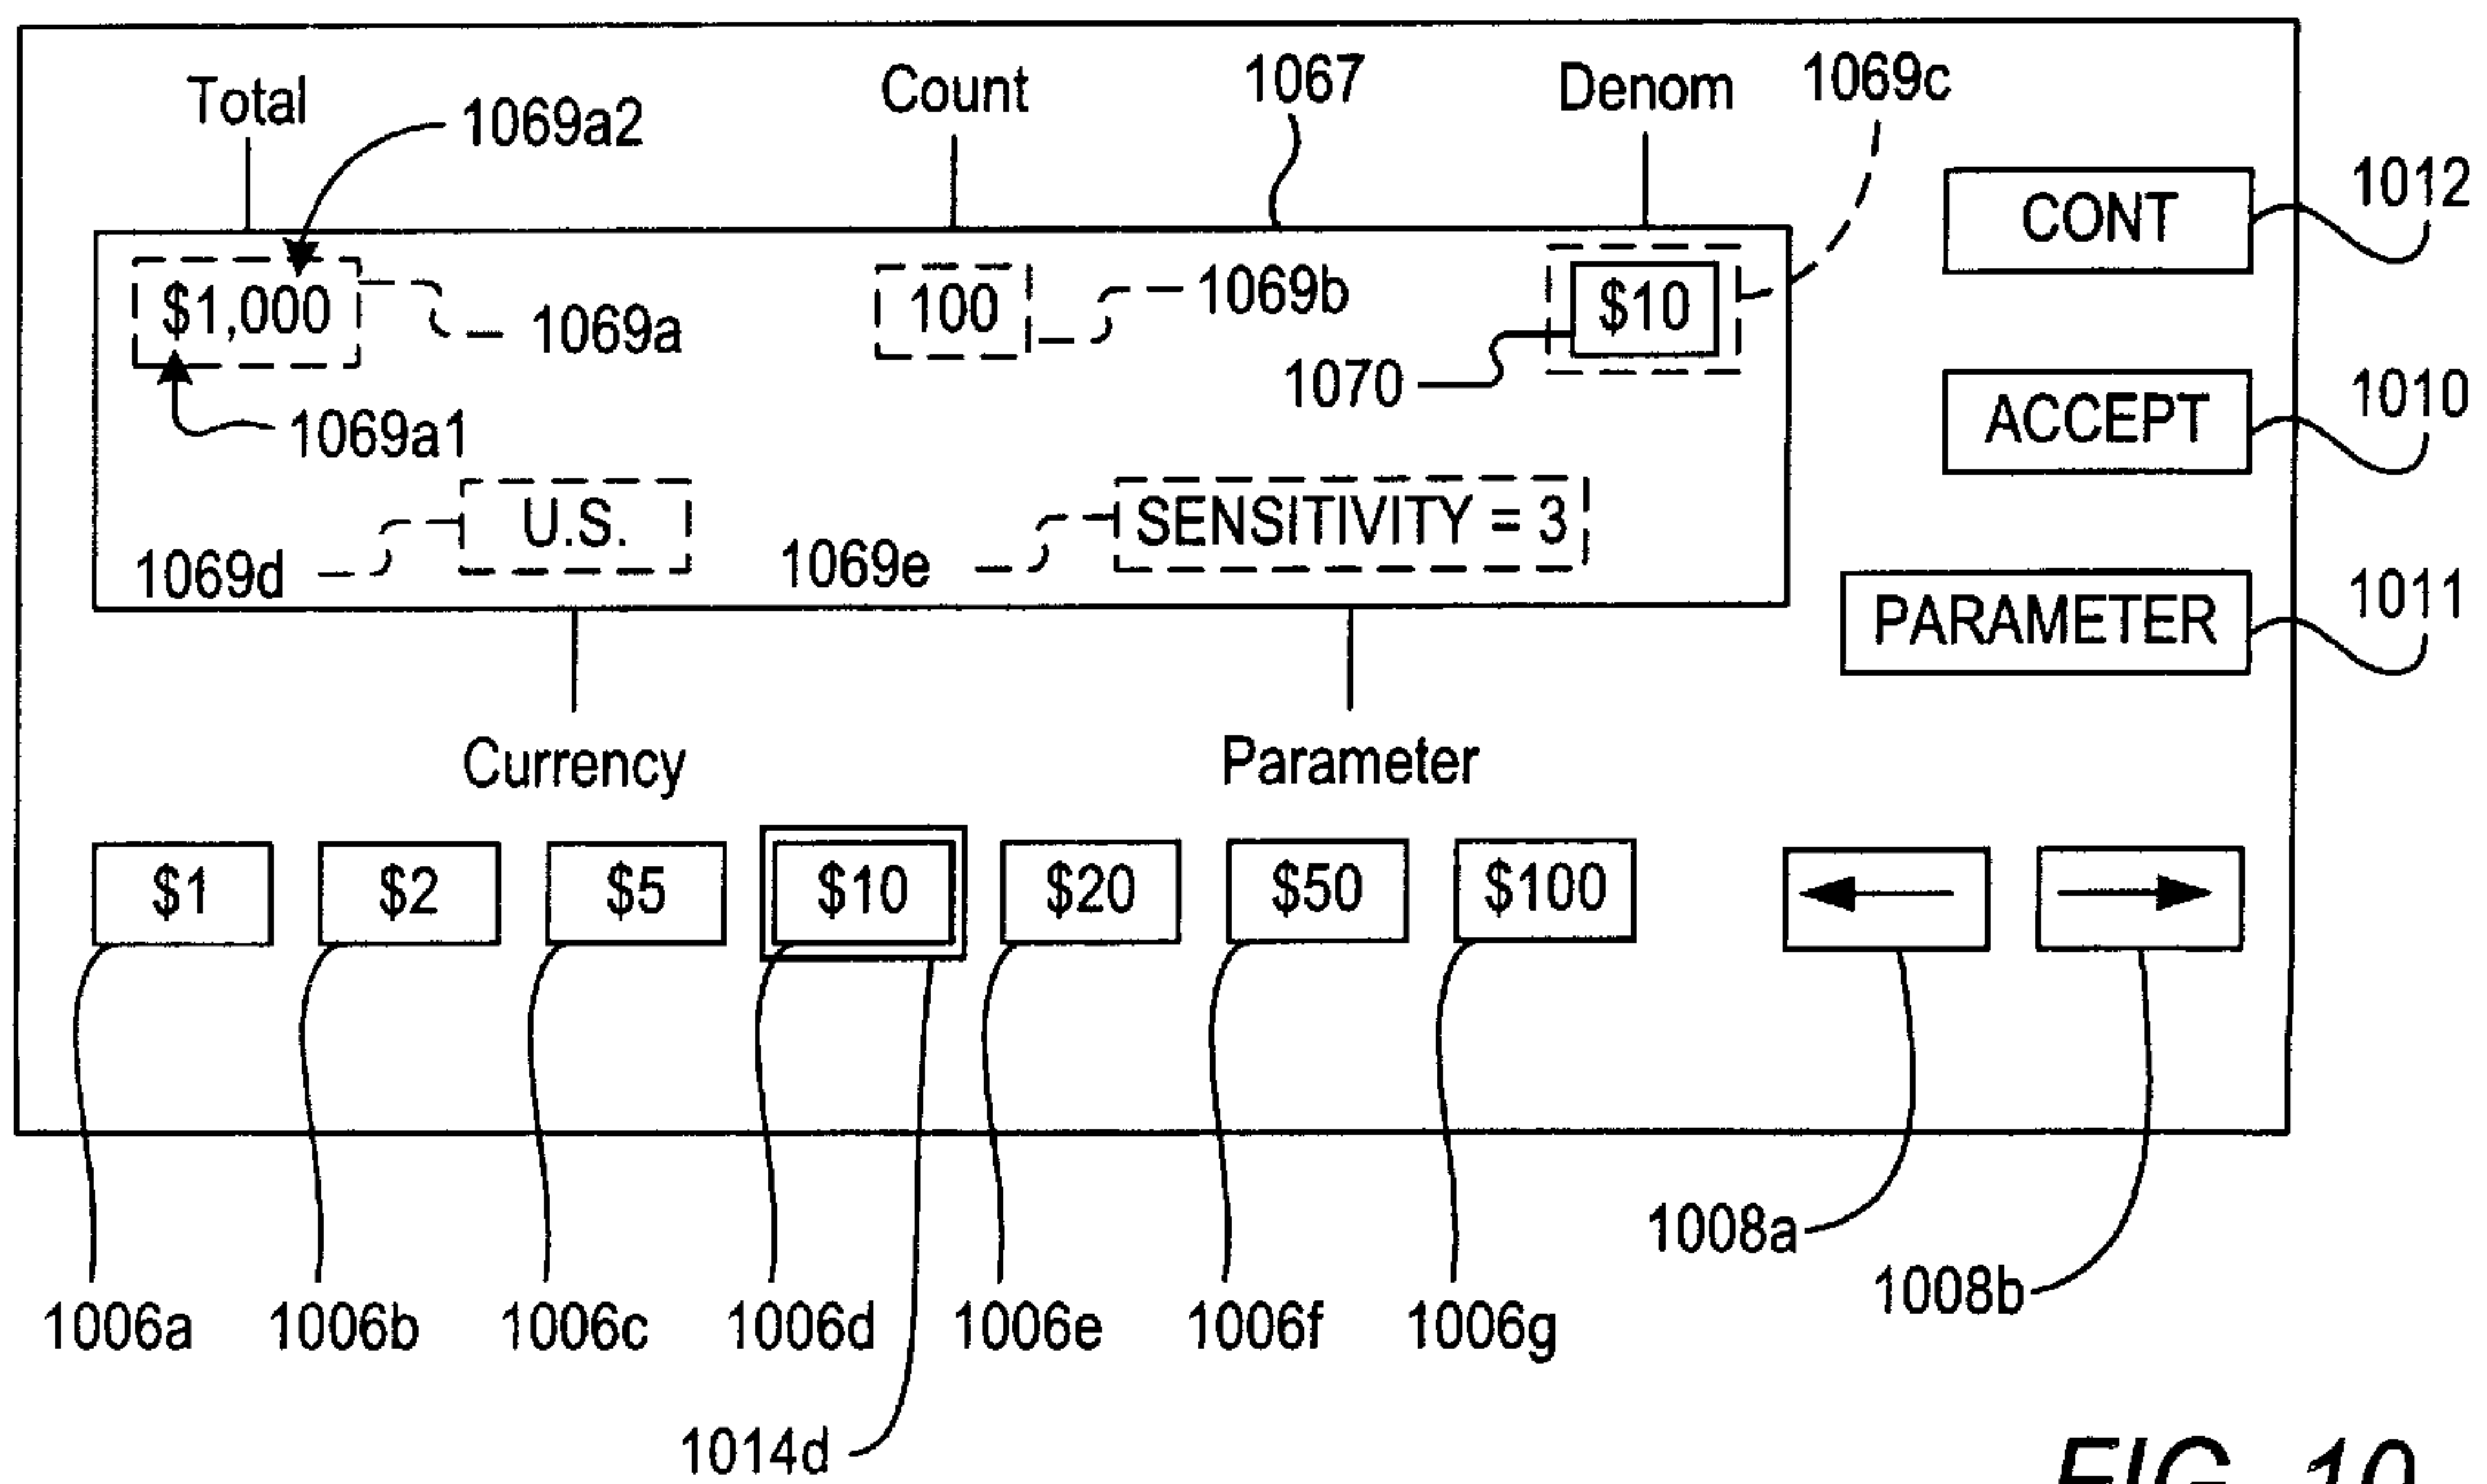 Total
1069a2
Count
1067
Denom
1069c
CONT
1012
$1,000
1069a
100
1069b
$10
1070
1069a1
ACCEPT
1010
U.S.
1069d
SENSITIVITY = 3
1069e
PARAMETER
1011
Currency
Parameter
$1
$2
$5
$10
$20
$50
$100
1008a
1008b
1006a
1006b
1006c
1006d
1006e
1006f
1006g
1014d
FIG. 10